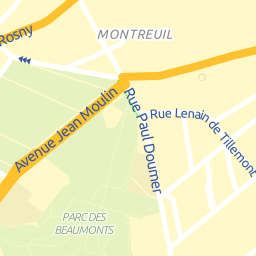 Rosny
MONTREUIL
Avenue Jean Moulin
Rue Paul Doumer
Rue Lenain de Tillemont
PARC DES
BEAUMONTS